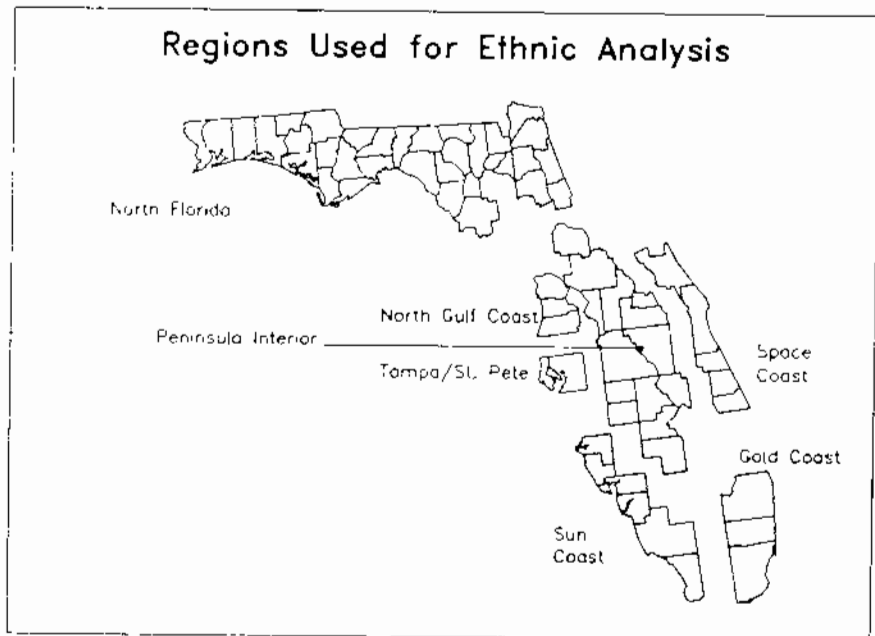 Regions Used for Ethnic Analysis
North Florida
North Gulf Coast
Peninsula Interior
Tampa/St. Pete
Space
Coast
Gold Coast
Sun
Coast